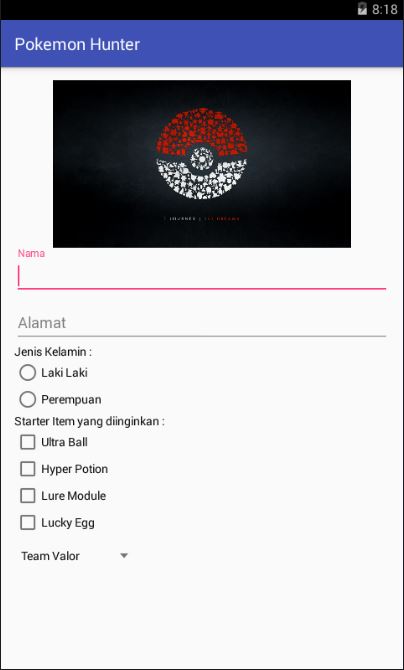 8:18
Pokemon Hunter
Nama
Alamat
Jenis Kelamin :
Laki Laki
Perempuan
Starter Item yang diinginkan :
Ultra Ball
Hyper Potion
Lure Module
Lucky Egg
Team Valor